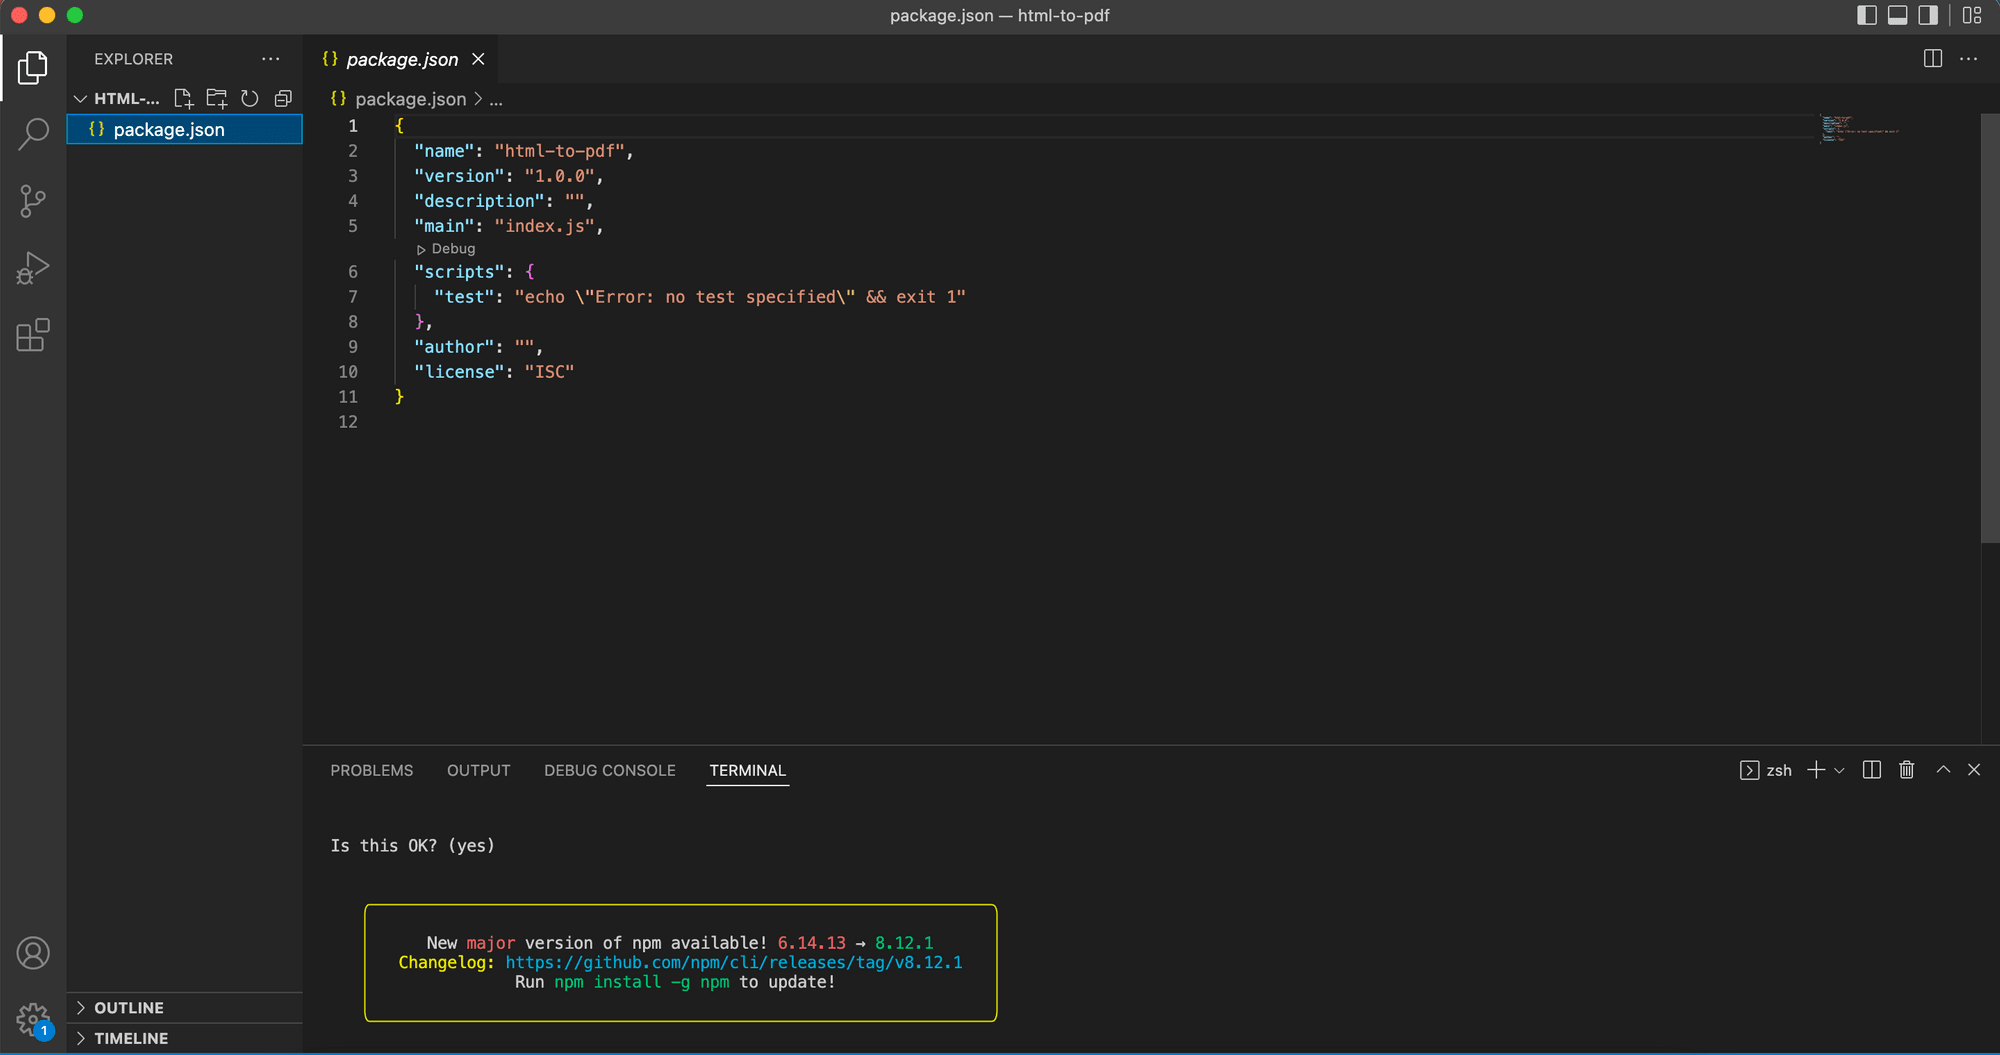 package.json — html-to-pdf
EXPLORER
HTML-...
{} package.json
OUTLINE
TIMELINE
1
{} package.json
{} package.json > ...
1 {
2 "name": "html-to-pdf",
3 "version": "1.0.0",
4 "description": "",
5 "main": "index.js",
Debug
6 "scripts": {
7 "test": "echo \"Error: no test specified\" && exit 1"
8 },
9 "author": "",
10 "license": "ISC"
11 }
12
PROBLEMS OUTPUT DEBUG CONSOLE TERMINAL zsh
Is this OK? (yes)
New major version of npm available! 6.14.13 → 8.12.1
Changelog: https://github.com/npm/cli/releases/tag/v8.12.1
Run npm install -g npm to update!